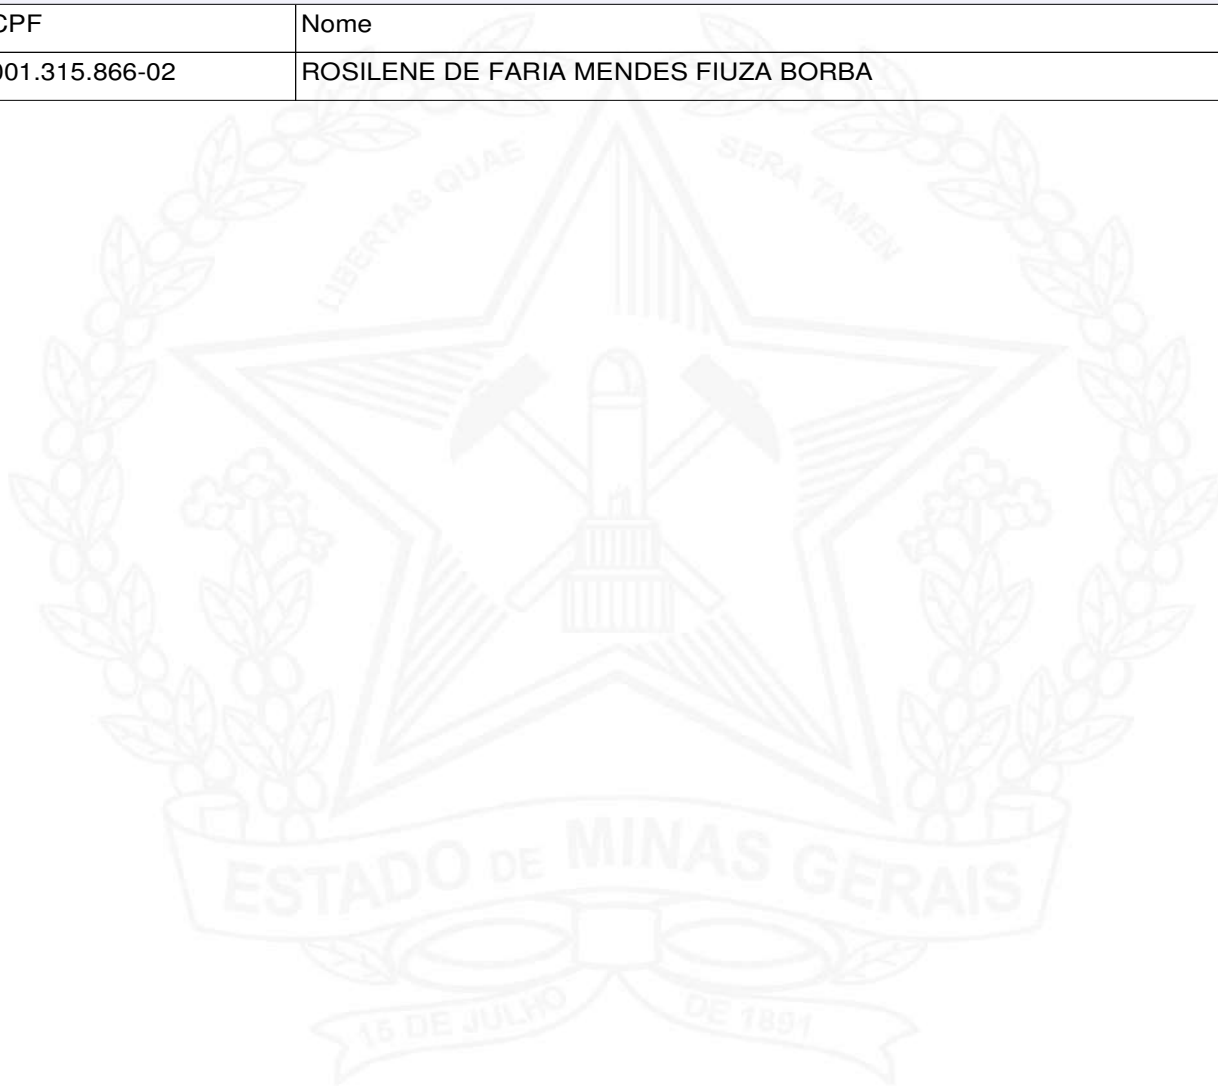 CPF Nome
001.315.866-02 ROSILENE DE FARIA MENDES FIUZA BORBA
LIBERTAS QUAE SERA TAMEN
ESTADO DE MINAS GERAIS
15 DE JULHO DE 1891